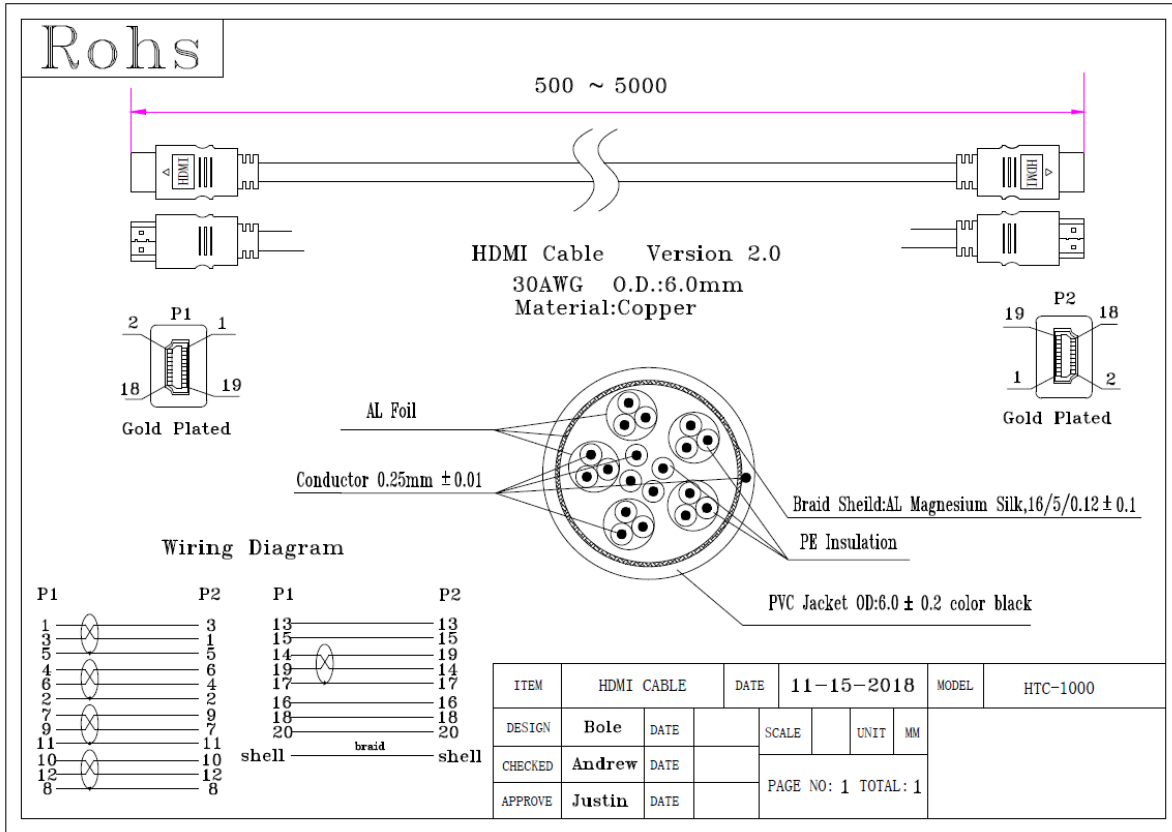 Rohs
500 ~ 5000
HDMI
HDMI
HDMI Cable Version 2.0
30AWG O.D.:6.0mm
Material:Copper
P1
2 1
18 19
Gold Plated
P2
19 18
1 2
Gold Plated
AL Foil
Conductor 0.25mm ±0.01
Braid Sheild:AL Magnesium Silk,16/5/0.12±0.1
PE Insulation
PVC Jacket OD:6.0 ± 0.2 color black
Wiring Diagram
P1 P2
1 3
3 1
5 5
4 6
6 4
2 2
7 9
9 7
11 11
10 10
12 12
8 8
P1 P2
13 13
15 15
14 19
19 14
17 17
16 16
18 18
20 20
shell braid shell
ITEM HDMI CABLE DATE 11-15-2018 MODEL HTC-1000
DESIGN Bole DATE SCALE UNIT MM
CHECKED Andrew DATE
PAGE NO: 1 TOTAL: 1
APPROVE Justin DATE